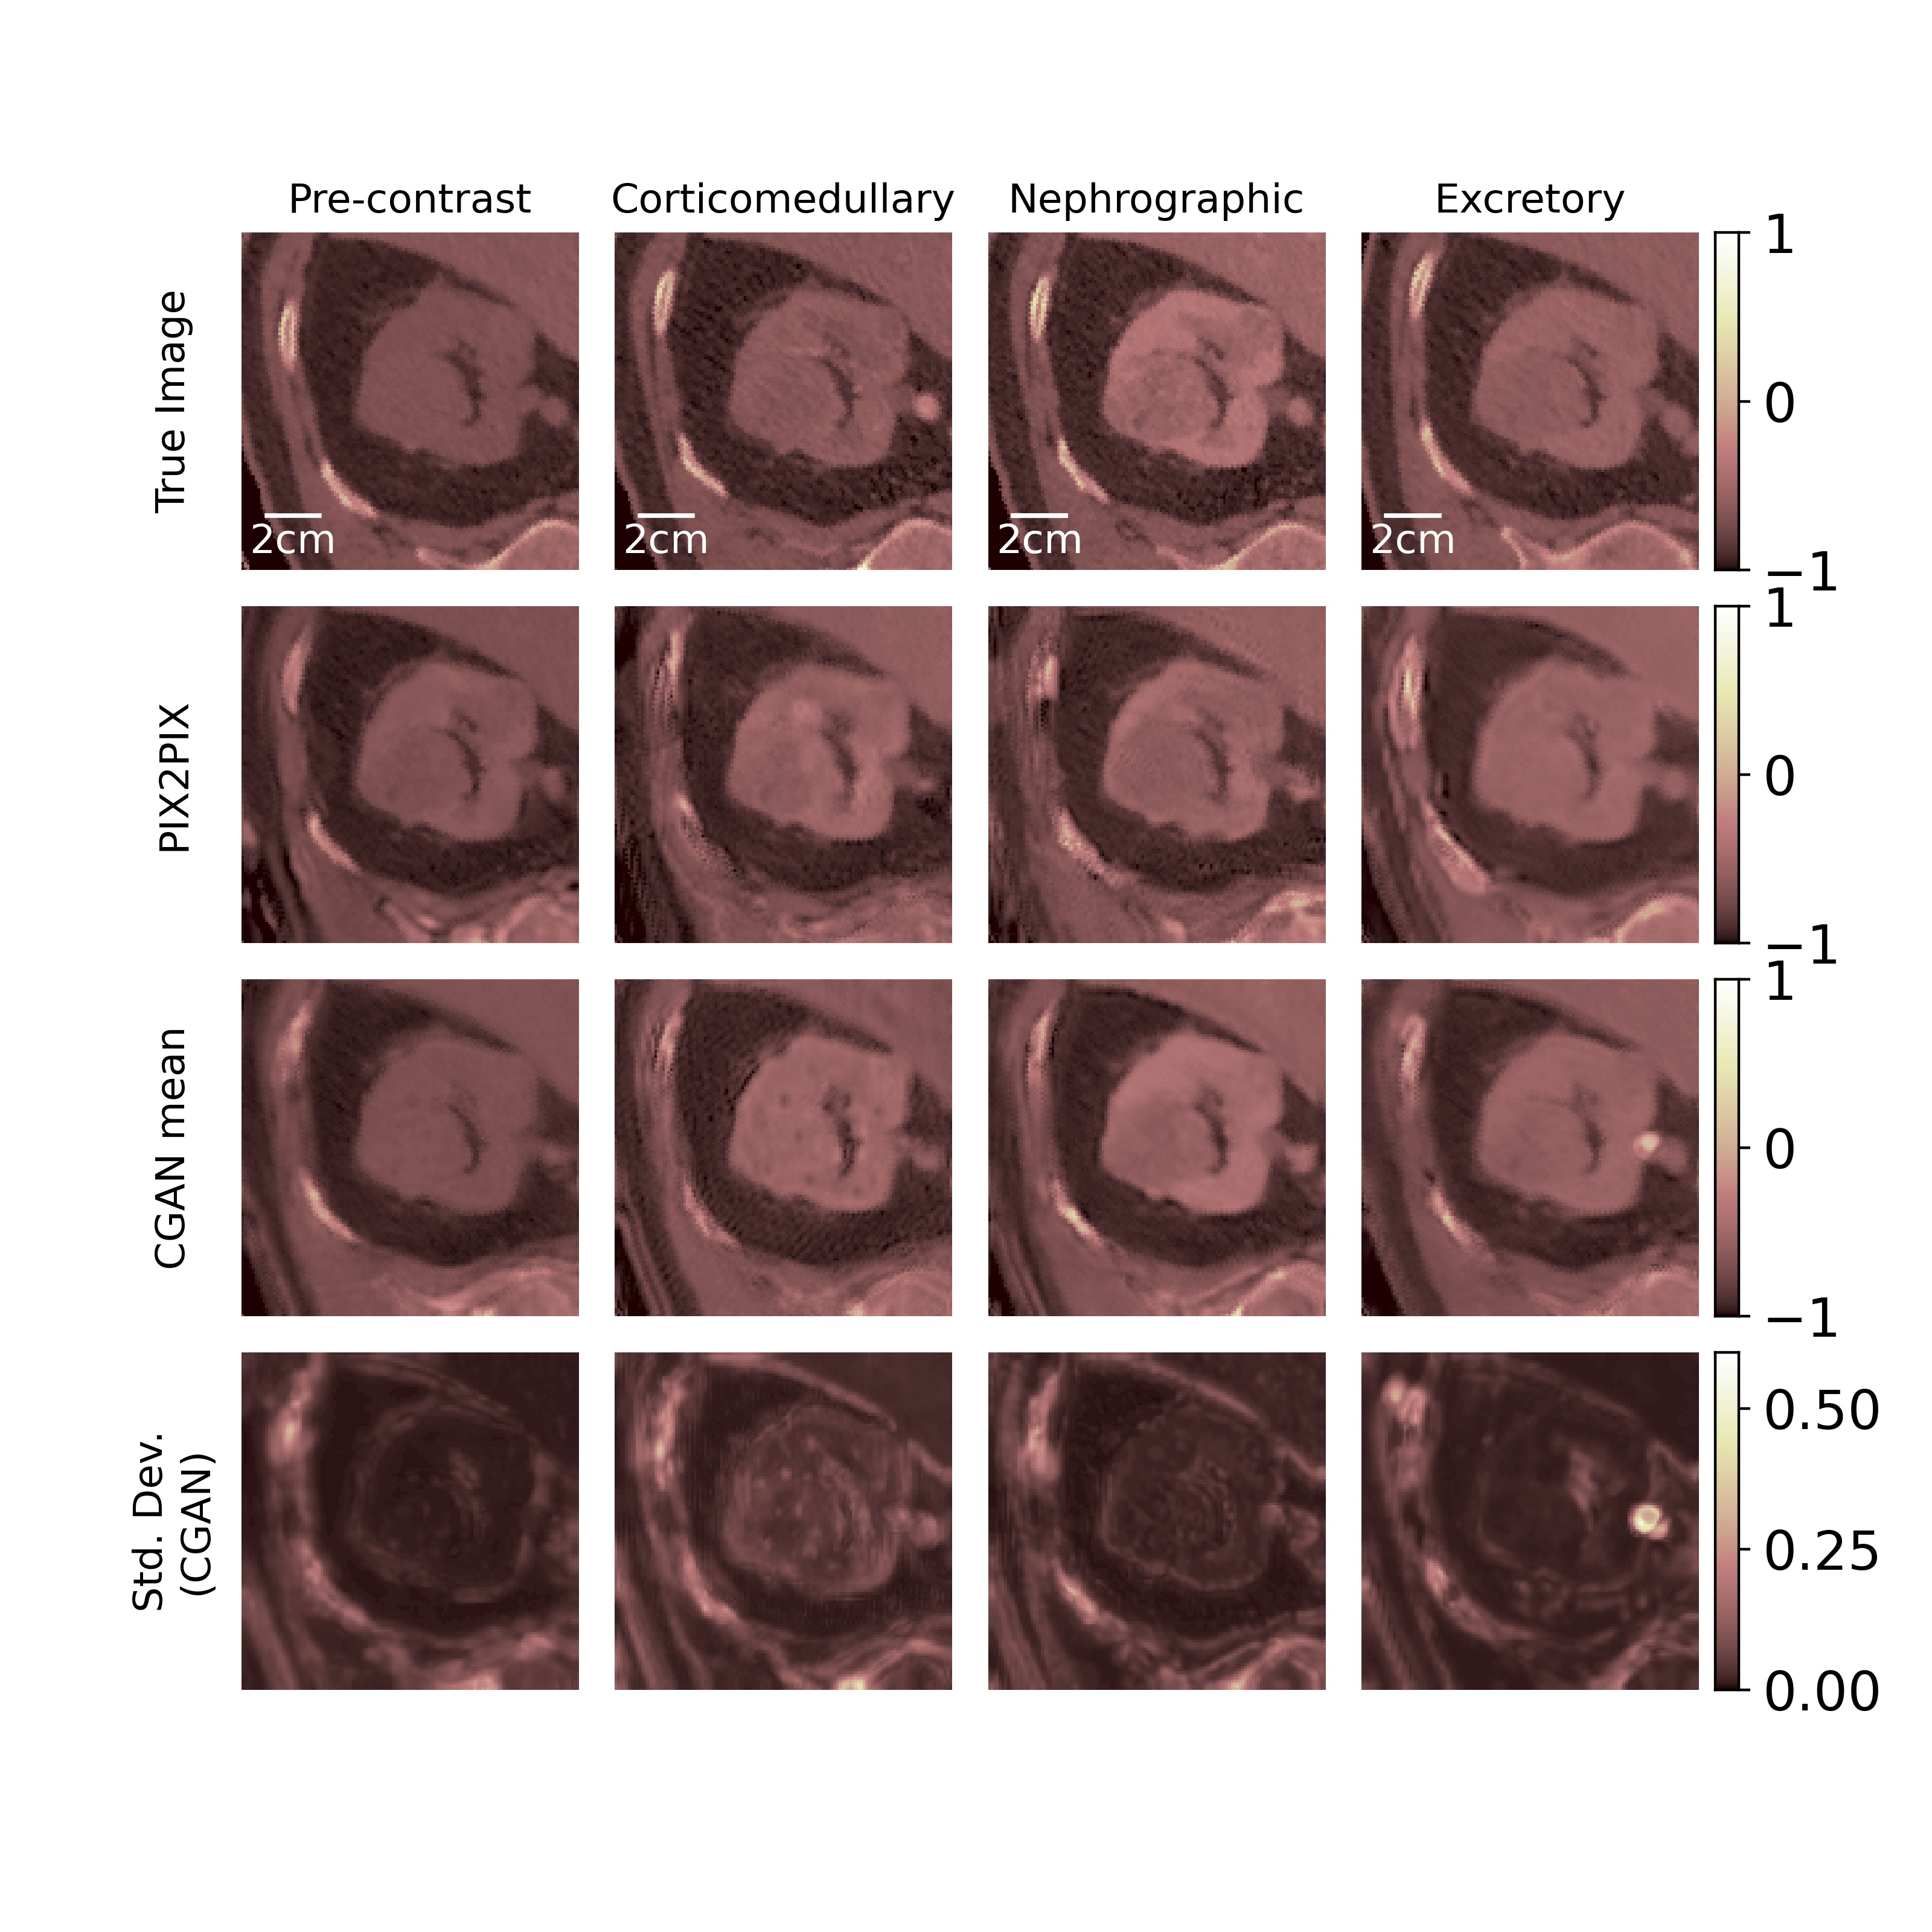 Pre-contrast Corticomedullary Nephrographic Excretory
True Image
2cm 2cm 2cm 2cm
1
0
−1
PIX2PIX
1
0
−1
CGAN mean
1
0
−1
Std. Dev.
(CGAN)
0.50
0.25
0.00